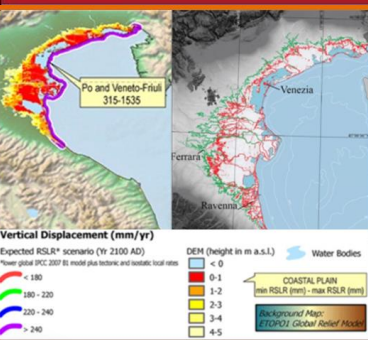 Po and Veneto-Friuli
315-1535
Venezia
Ferrara
Ravenna
Vertical Displacement (mm/yr)
Expected RSLR* scenario (Yr 2100 AD)
*lower global IPCC 2007 B1 model plus tectonic and isostatic local rates
< 180
180 - 220
220 - 240
> 240
DEM (height in m a.s.l.)
< 0
0-1
1-2
2-3
3-4
4-5
Water Bodies
COASTAL PLAIN
min RSLR (mm) - max RSLR (mm)
Background Map:
ETOPO1 Global Relief Model